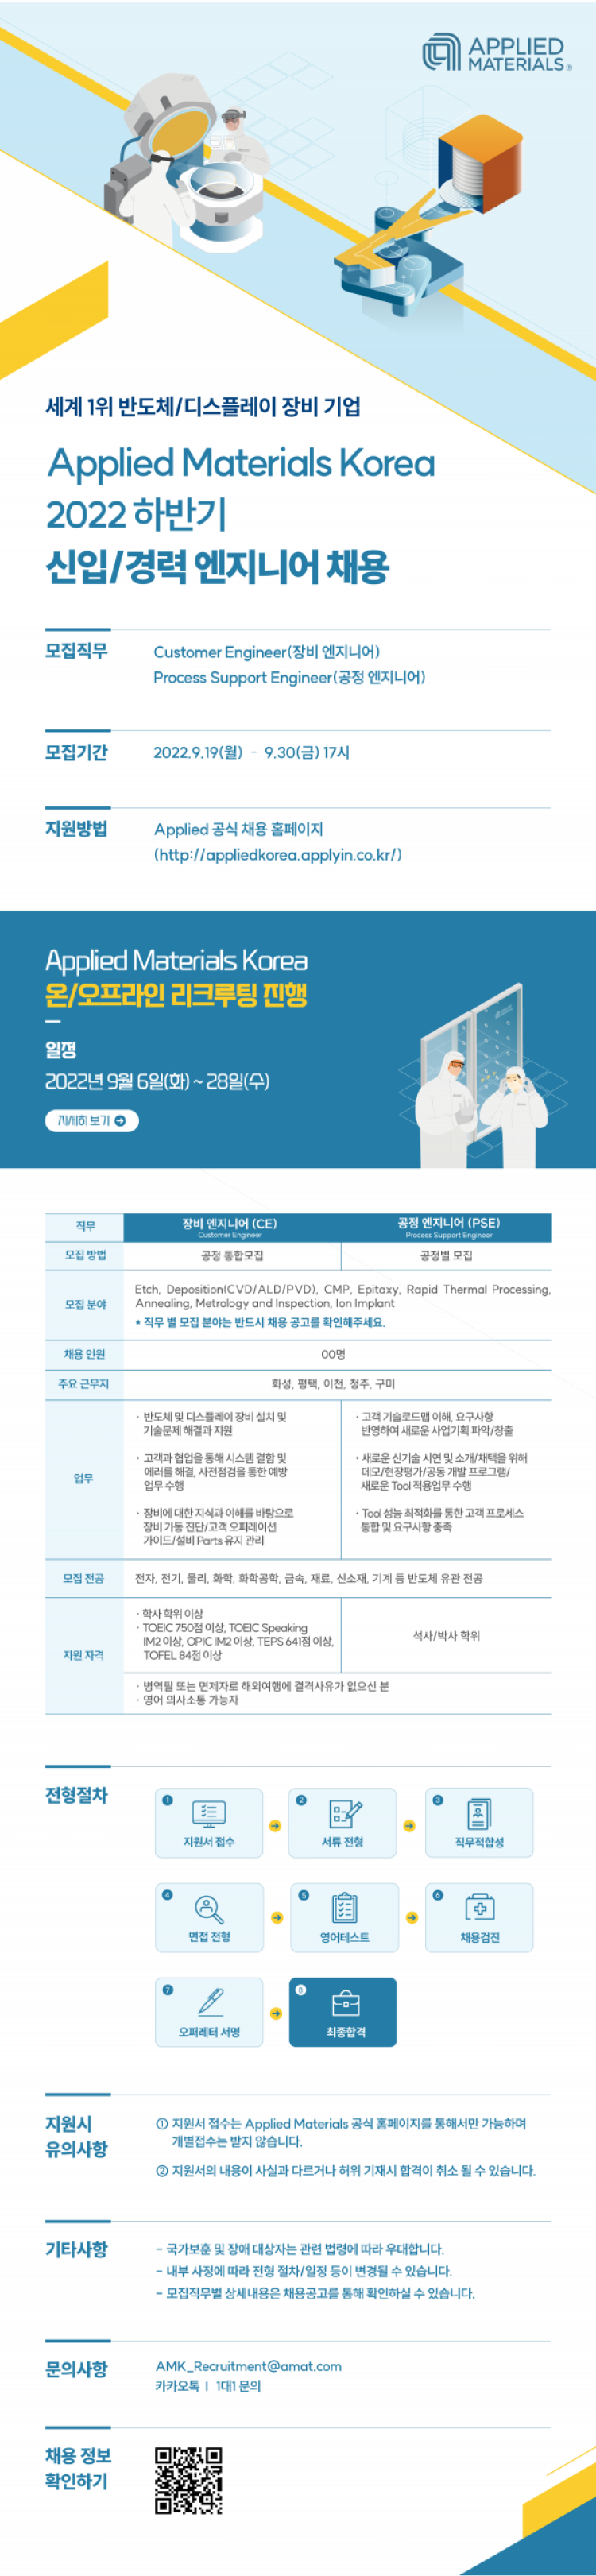 APPLIED
MATERIALS®
세계 1위 반도체/디스플레이 장비 기업
Applied Materials Korea
2022 하반기
신입/경력 엔지니어 채용
모집직무
Customer Engineer(장비 엔지니어)
Process Support Engineer(공정 엔지니어)
모집기간
2022.9.19(월) - 9.30(금) 17시
지원방법
Applied 공식 채용 홈페이지
(http://appliedkorea.applyin.co.kr/)
Applied Materials Korea
온/오프라인 리크루팅 진행
일정
2022년 9월 6일(화) ~ 28일(수)
자세히 보기
직무
장비 엔지니어 (CE)
Customer Engineer
공정 엔지니어 (PSE)
Process Support Engineer
모집 방법
공정 통합모집
공정별 모집
모집 분야
Etch, Deposition(CVD/ALD/PVD), CMP, Epitaxy, Rapid Thermal Processing,
Annealing, Metrology and Inspection, Ion Implant
* 직무 별 모집 분야는 반드시 채용 공고를 확인해주세요.
채용 인원
00명
주요 근무지
화성, 평택, 이천, 청주, 구미
업무
· 반도체 및 디스플레이 장비 설치 및
기술문제 해결과 지원
· 고객과 협업을 통해 시스템 결함 및
에러를 해결, 사전점검을 통한 예방
업무 수행
· 장비에 대한 지식과 이해를 바탕으로
장비 가동 진단/고객 오퍼레이션
가이드/설비 Parts 유지 관리
· 고객 기술로드맵 이해, 요구사항
반영하여 새로운 사업기회 파악/창출
· 새로운 신기술 시연 및 소개/채택을 위해
데모/현장평가/공동 개발 프로그램/
새로운 Tool 적용업무 수행
· Tool 성능 최적화를 통한 고객 프로세스
통합 및 요구사항 충족
모집 전공
전자, 전기, 물리, 화학, 화학공학, 금속, 재료, 신소재, 기계 등 반도체 유관 전공
지원 자격
· 학사 학위 이상
· TOEIC 750점 이상, TOEIC Speaking
IM2 이상, OPIC IM2 이상, TEPS 641점 이상,
TOFEL 84점 이상
석사/박사 학위
· 병역필 또는 면제자로 해외여행에 결격사유가 없으신 분
· 영어 의사소통 가능자
전형절차
1
지원서 접수
2
서류 전형
3
직무적합성
4
면접 전형
5
영어테스트
6
채용검진
7
오퍼레터 서명
8
최종합격
지원시
유의사항
① 지원서 접수는 Applied Materials 공식 홈페이지를 통해서만 가능하며
개별접수는 받지 않습니다.
② 지원서의 내용이 사실과 다르거나 허위 기재시 합격이 취소 될 수 있습니다.
기타사항
- 국가보훈 및 장애 대상자는 관련 법령에 따라 우대합니다.
- 내부 사정에 따라 전형 절차/일정 등이 변경될 수 있습니다.
- 모집직무별 상세내용은 채용공고를 통해 확인하실 수 있습니다.
문의사항
AMK_Recruitment@amat.com
카카오톡 | 1대1 문의
채용 정보
확인하기